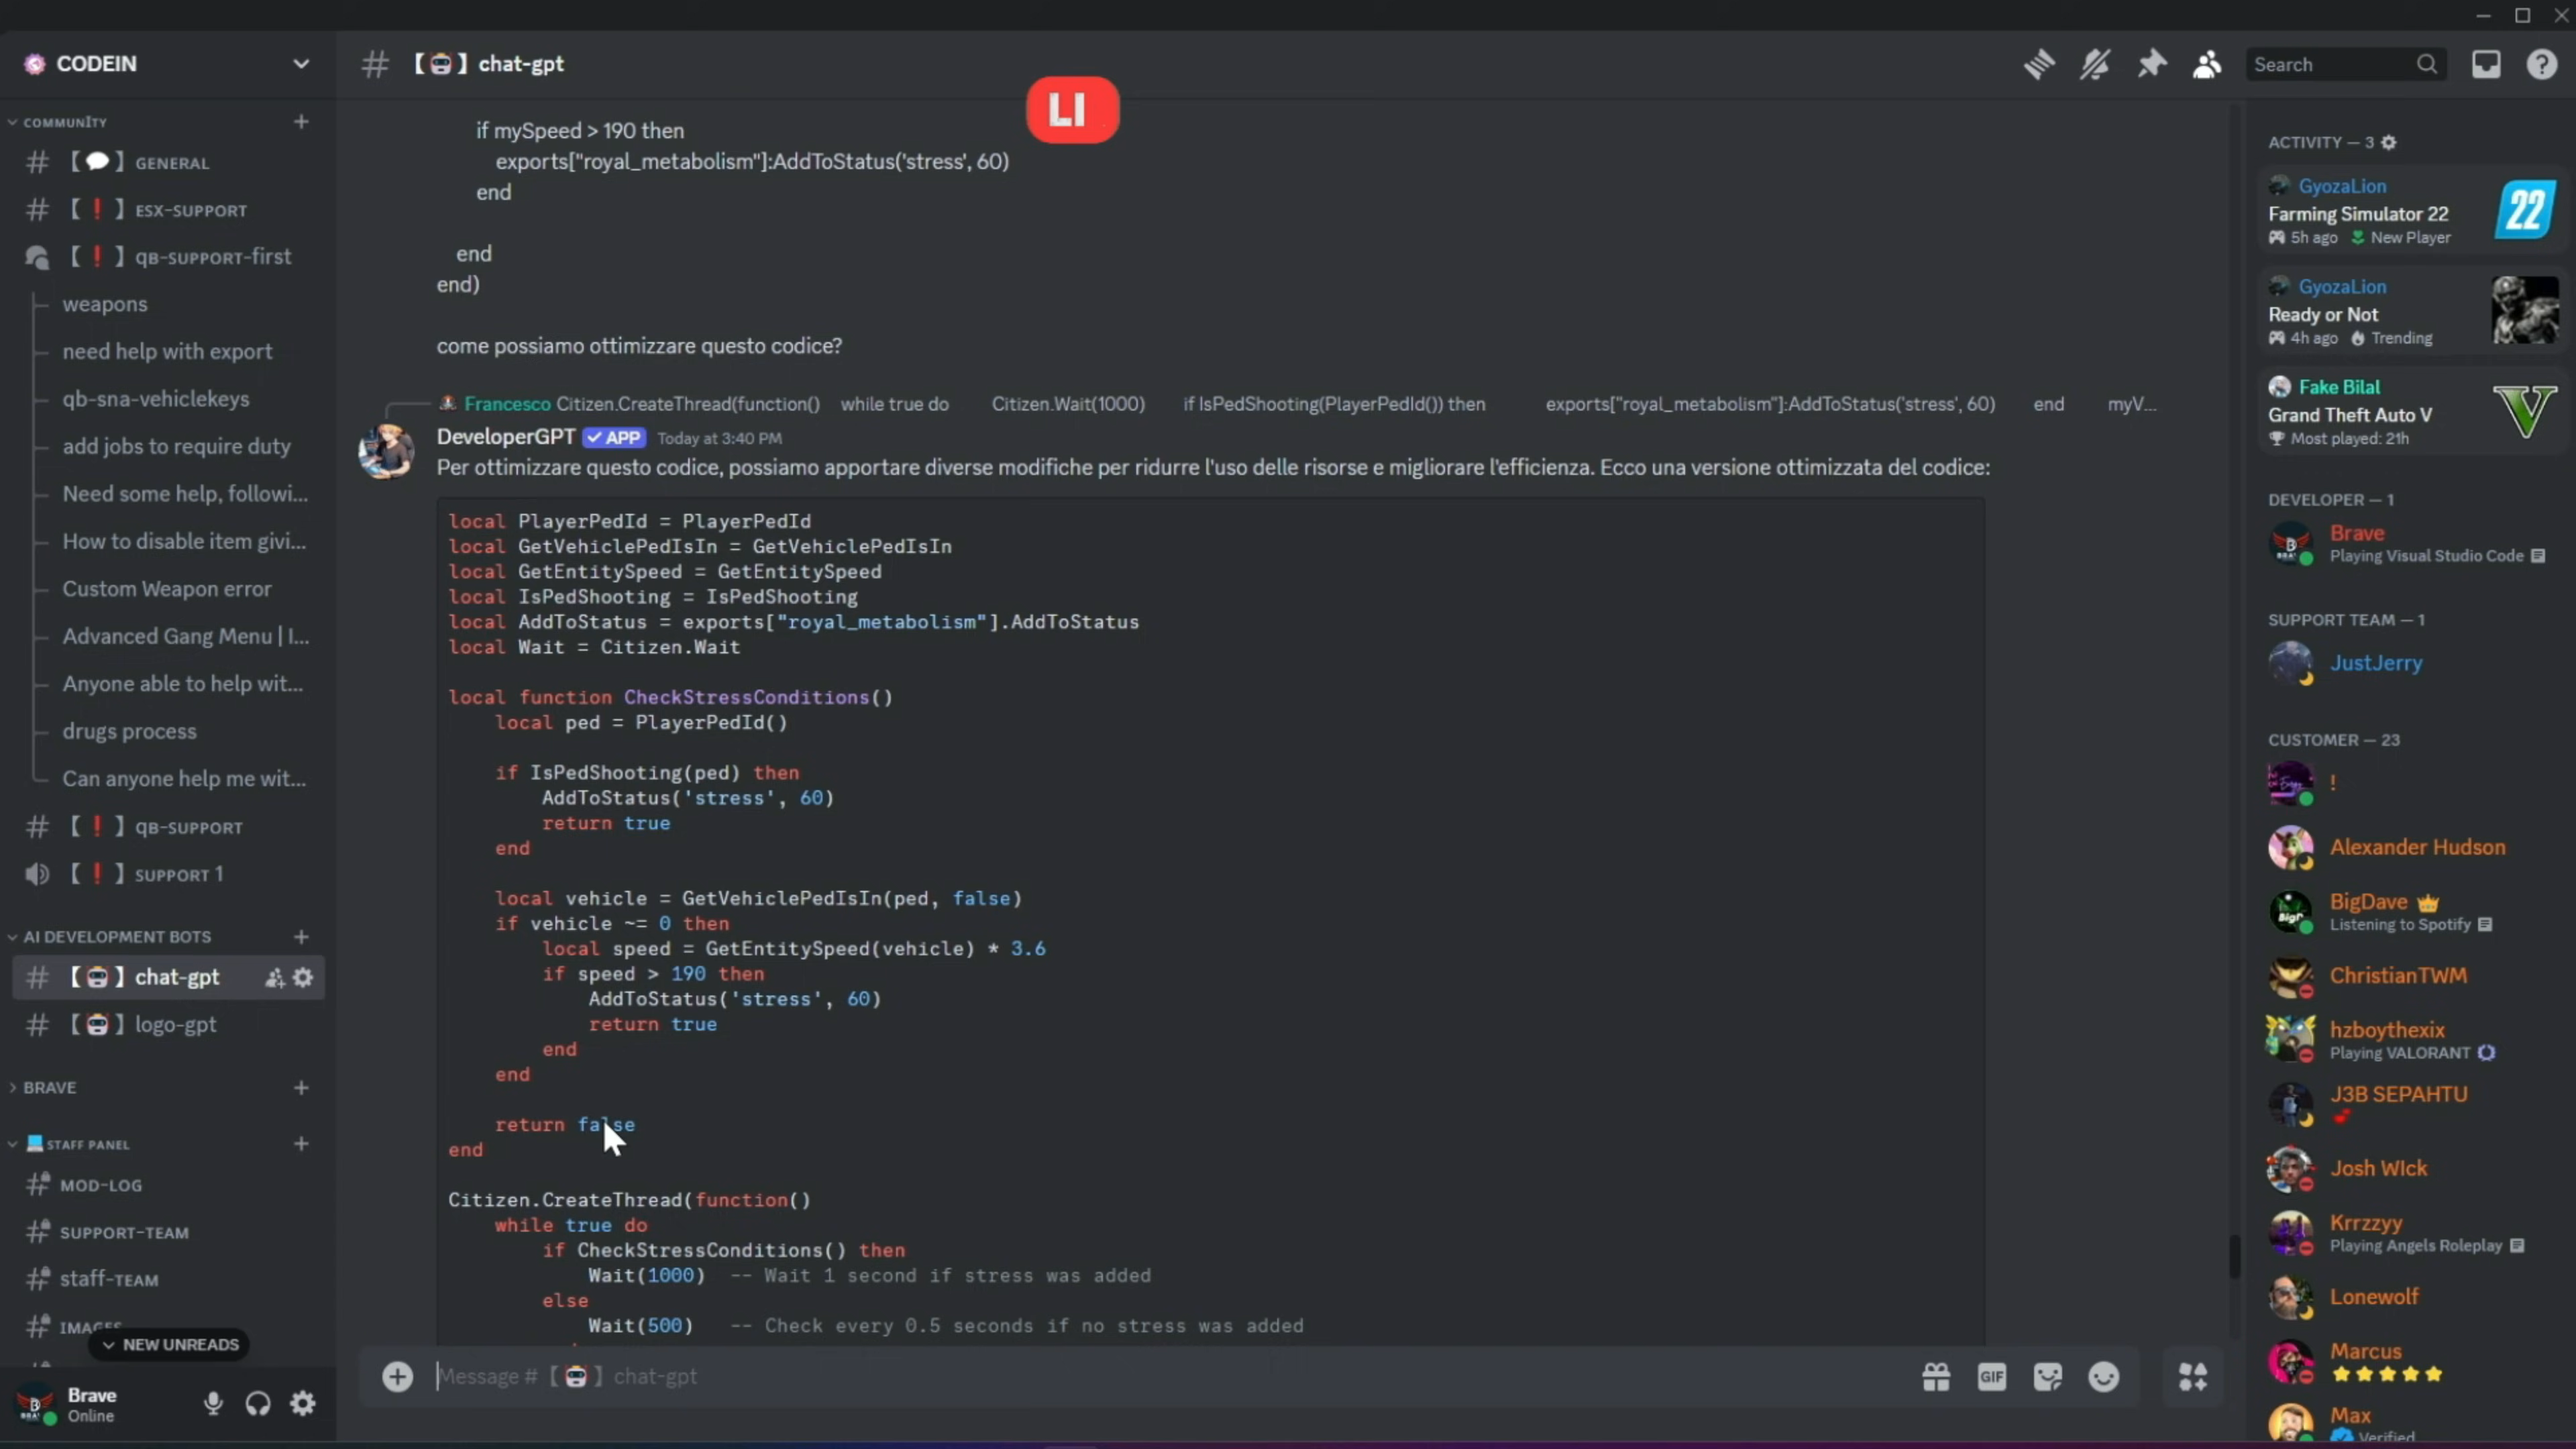 CODEIN
COMMUNITY
【💬】GENERAL
【❗】ESX-SUPPORT
【❗】QB-SUPPORT-first
weapons
need help with export
qb-sna-vehiclekeys
add jobs to require duty
Need some help, followi...
How to disable item givi...
Custom Weapon error
Advanced Gang Menu | I...
Anyone able to help wit...
drugs process
Can anyone help me wit...
【❗】QB-SUPPORT
【❗】SUPPORT 1
AI DEVELOPMENT BOTS
【🤖】chat-gpt
【🤖】logo-gpt
BRAVE
STAFF PANEL
MOD-LOG
SUPPORT-TEAM
staff-TEAM
IMAGES
NEW UNREADS
Brave
Online
【🤖】chat-gpt
LI
Search
if mySpeed > 190 then
exports["royal_metabolism"]:AddToStatus('stress', 60)
end
end
end)
come possiamo ottimizzare questo codice?
Francesco Citizen.CreateThread(function() while true do Citizen.Wait(1000) if IsPedShooting(PlayerPedId()) then exports["royal_metabolism"]:AddToStatus('stress', 60) end myV...
DeveloperGPT ✓ APP Today at 3:40 PM
Per ottimizzare questo codice, possiamo apportare diverse modifiche per ridurre l'uso delle risorse e migliorare l'efficienza. Ecco una versione ottimizzata del codice:
local PlayerPedId = PlayerPedId
local GetVehiclePedIsIn = GetVehiclePedIsIn
local GetEntitySpeed = GetEntitySpeed
local IsPedShooting = IsPedShooting
local AddToStatus = exports["royal_metabolism"].AddToStatus
local Wait = Citizen.Wait
local function CheckStressConditions()
local ped = PlayerPedId()
if IsPedShooting(ped) then
AddToStatus('stress', 60)
return true
end
local vehicle = GetVehiclePedIsIn(ped, false)
if vehicle ~= 0 then
local speed = GetEntitySpeed(vehicle) * 3.6
if speed > 190 then
AddToStatus('stress', 60)
return true
end
end
return false
end
Citizen.CreateThread(function()
while true do
if CheckStressConditions() then
Wait(1000) -- Wait 1 second if stress was added
else
Wait(500) -- Check every 0.5 seconds if no stress was added
Message #【🤖】chat-gpt
GIF
ACTIVITY — 3
GyozaLion
Farming Simulator 22
5h ago New Player
22
GyozaLion
Ready or Not
4h ago Trending
Fake Bilal
Grand Theft Auto V
Most played: 21h
V
DEVELOPER — 1
Brave
Playing Visual Studio Code
SUPPORT TEAM — 1
JustJerry
CUSTOMER — 23
!
Alexander Hudson
BigDave
Listening to Spotify
ChristianTWM
hzboythexix
Playing VALORANT
J3B SEPAHTU
Josh WIck
Krrzzyy
Playing Angels Roleplay
Lonewolf
Marcus
Max
Verified